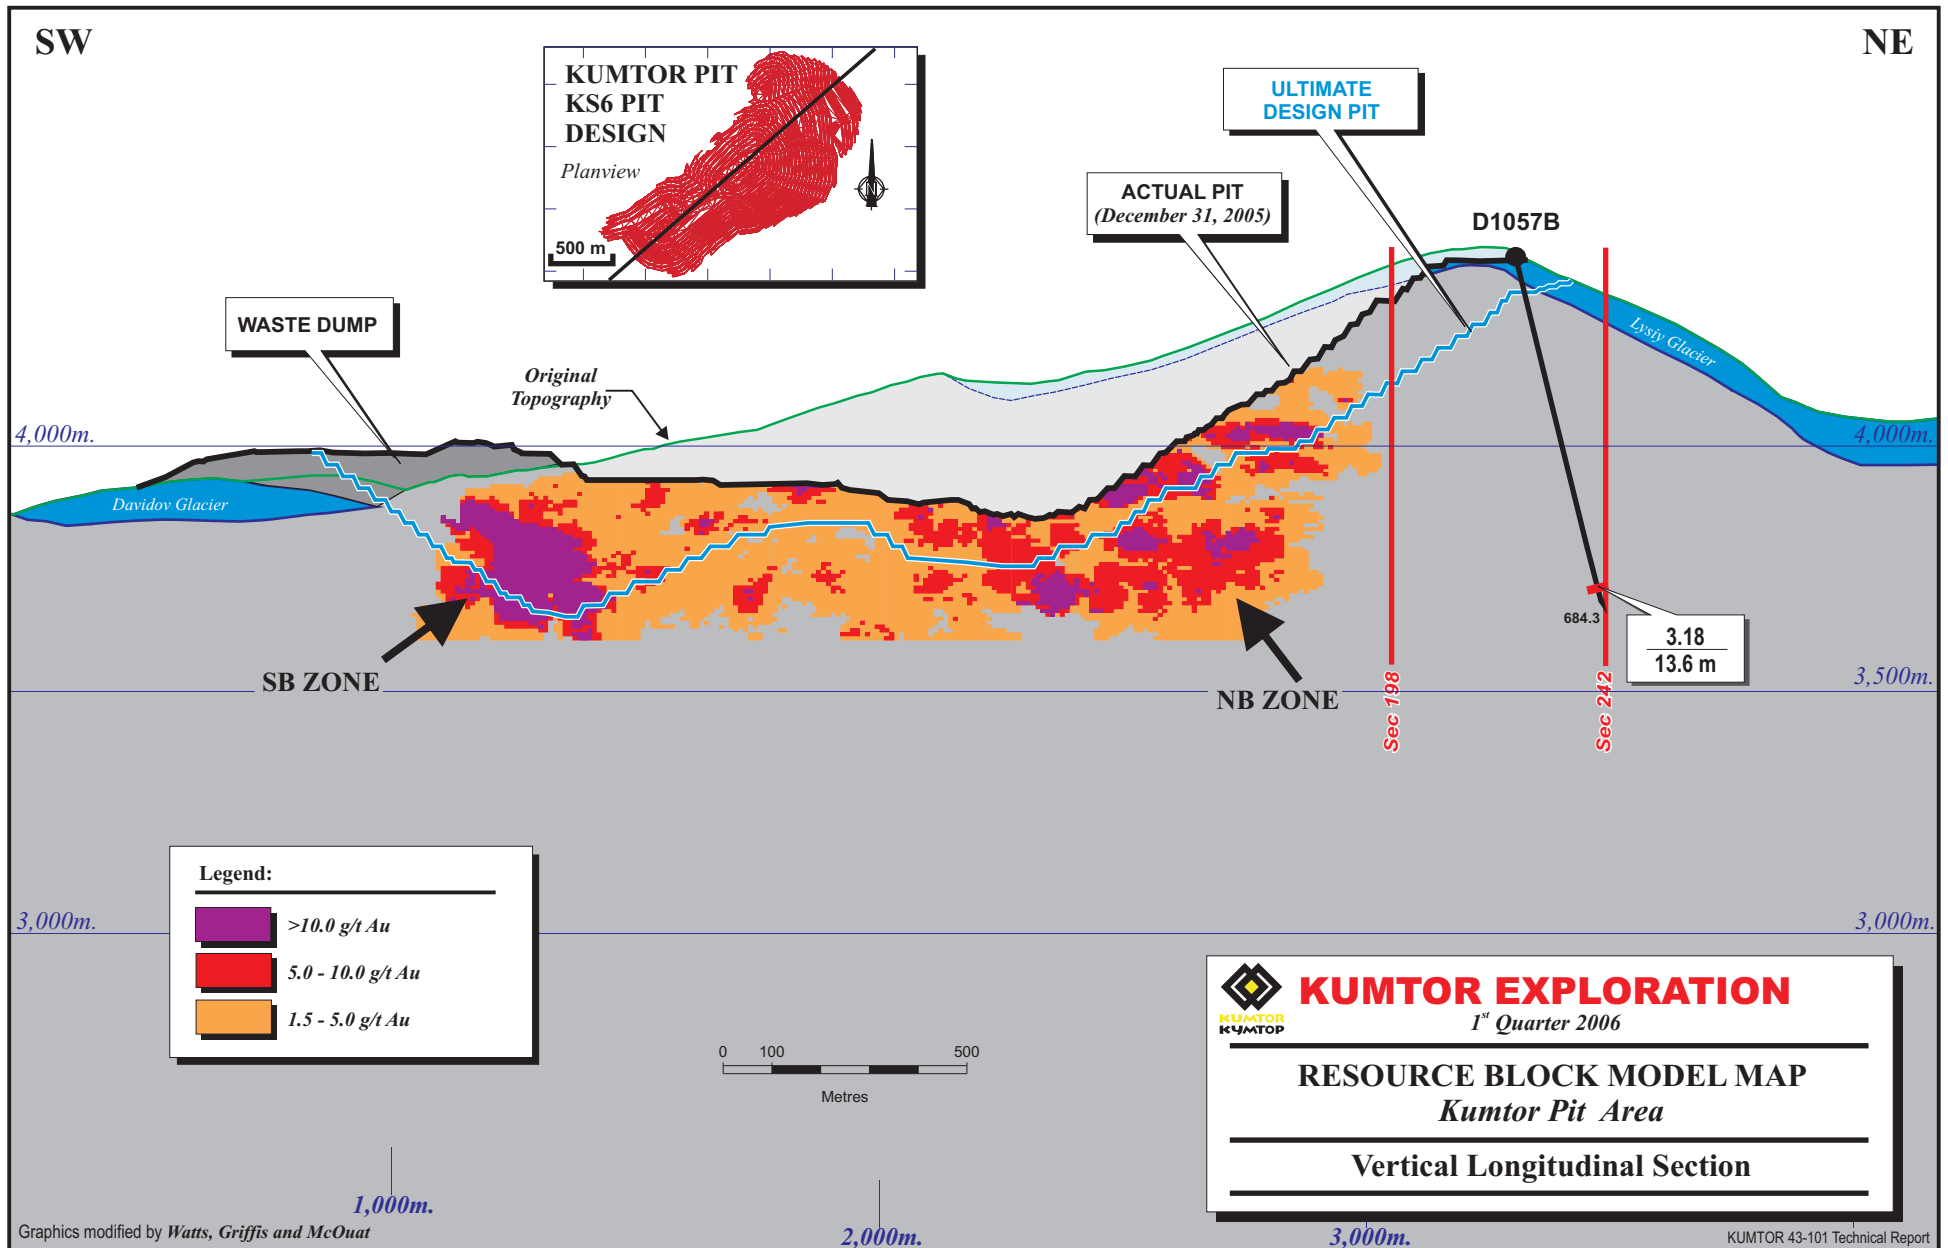 SW
NE
KUMTOR PIT
KS6 PIT
DESIGN
Planview
500 m
N
ULTIMATE
DESIGN PIT
ACTUAL PIT
(December 31, 2005)
D1057B
WASTE DUMP
Original
Topography
Lysiy Glacier
4,000m.
4,000m.
Davidov Glacier
684.3
3.18
13.6 m
SB ZONE
NB ZONE
3,500m.
Sec 198
Sec 242
Legend:
>10.0 g/t Au
5.0 - 10.0 g/t Au
1.5 - 5.0 g/t Au
3,000m.
3,000m.
0 100 500
Metres
KUMTOR
КУМТОР
KUMTOR EXPLORATION
1st Quarter 2006
RESOURCE BLOCK MODEL MAP
Kumtor Pit Area
Vertical Longitudinal Section
1,000m.
2,000m.
3,000m.
Graphics modified by Watts, Griffis and McOuat
KUMTOR 43-101 Technical Report